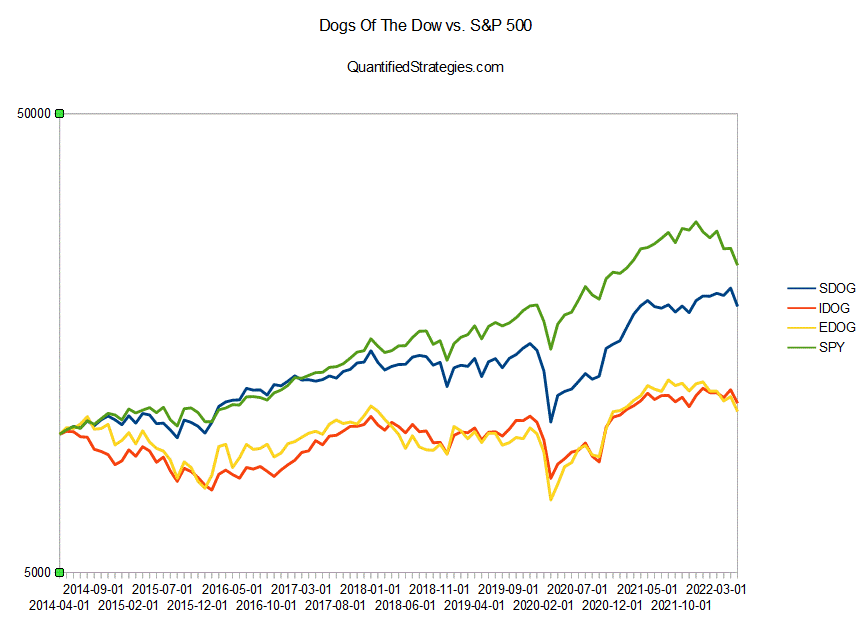 Dogs Of The Dow vs. S&P 500
QuantifiedStrategies.com
50000
SDOG
IDOG
EDOG
SPY
5000
2014-09-01 2015-07-01 2016-05-01 2017-03-01 2018-01-01 2018-11-01 2019-09-01 2020-07-01 2021-05-01 2022-03-01
2014-04-01 2015-02-01 2015-12-01 2016-10-01 2017-08-01 2018-06-01 2019-04-01 2020-02-01 2020-12-01 2021-10-01